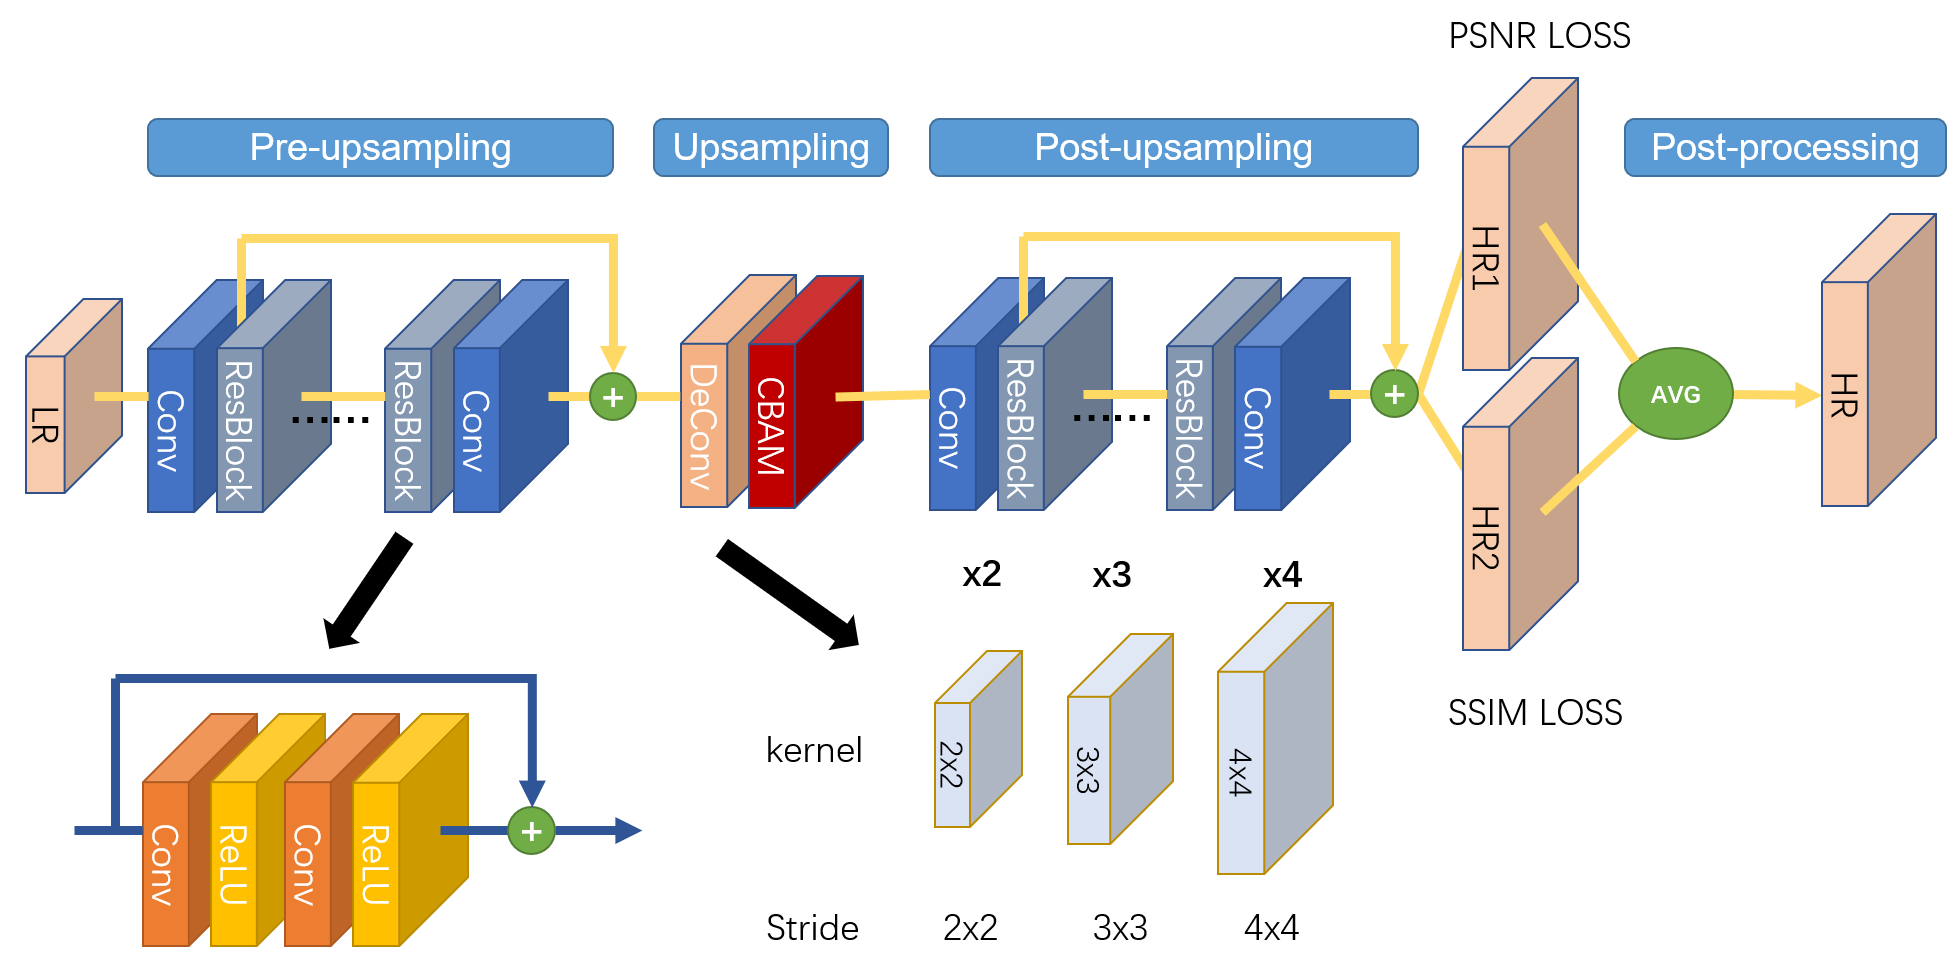 PSNR LOSS
Pre-upsampling
Upsampling
Post-upsampling
Post-processing
LR
Conv
ResBlock
......
ResBlock
Conv
+
DeConv
CBAM
Conv
ResBlock
......
ResBlock
Conv
+
HR1
HR2
AVG
HR
SSIM LOSS
x2
x3
x4
kernel
2x2
3x3
4x4
Stride
2x2
3x3
4x4
Conv
ReLU
Conv
ReLU
+